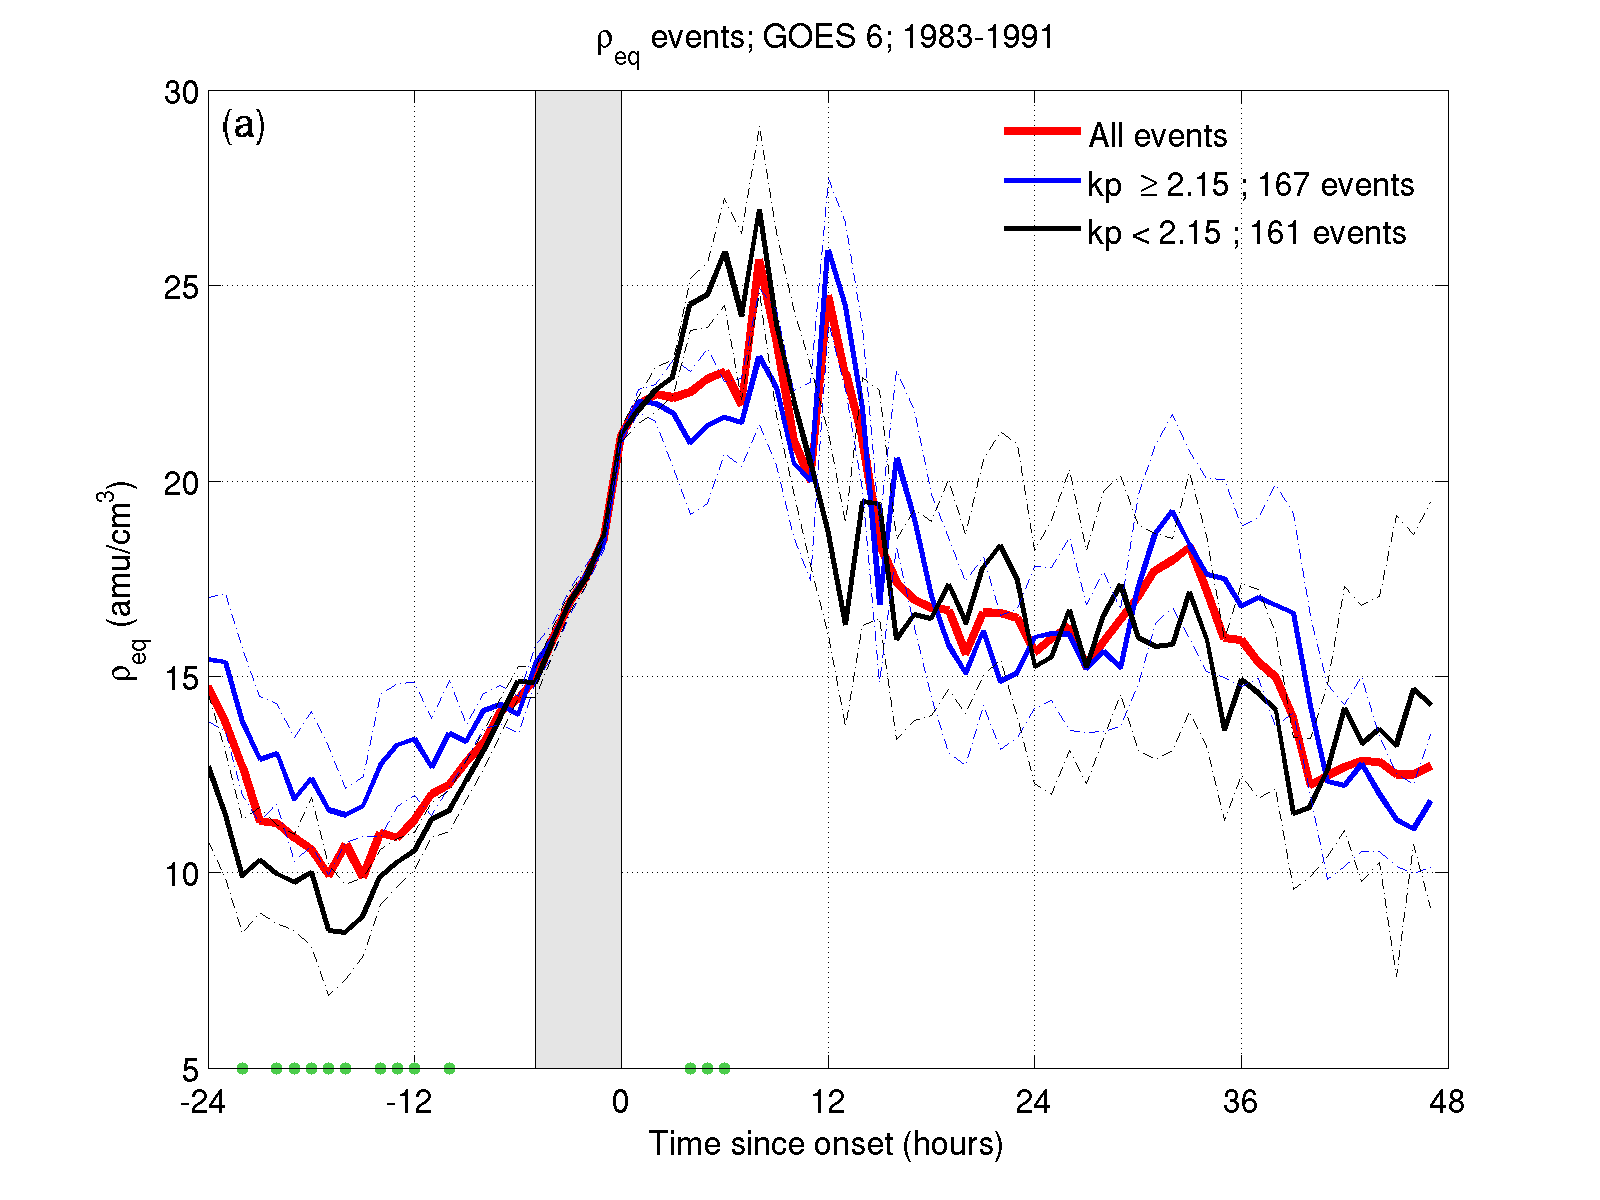 ρeq events; GOES 6; 1983-1991
(a)
All events
kp ≥ 2.15 ; 167 events
kp < 2.15 ; 161 events
ρeq (amu/cm3)
30
25
20
15
10
5
-24 -12 0 12 24 36 48
Time since onset (hours)